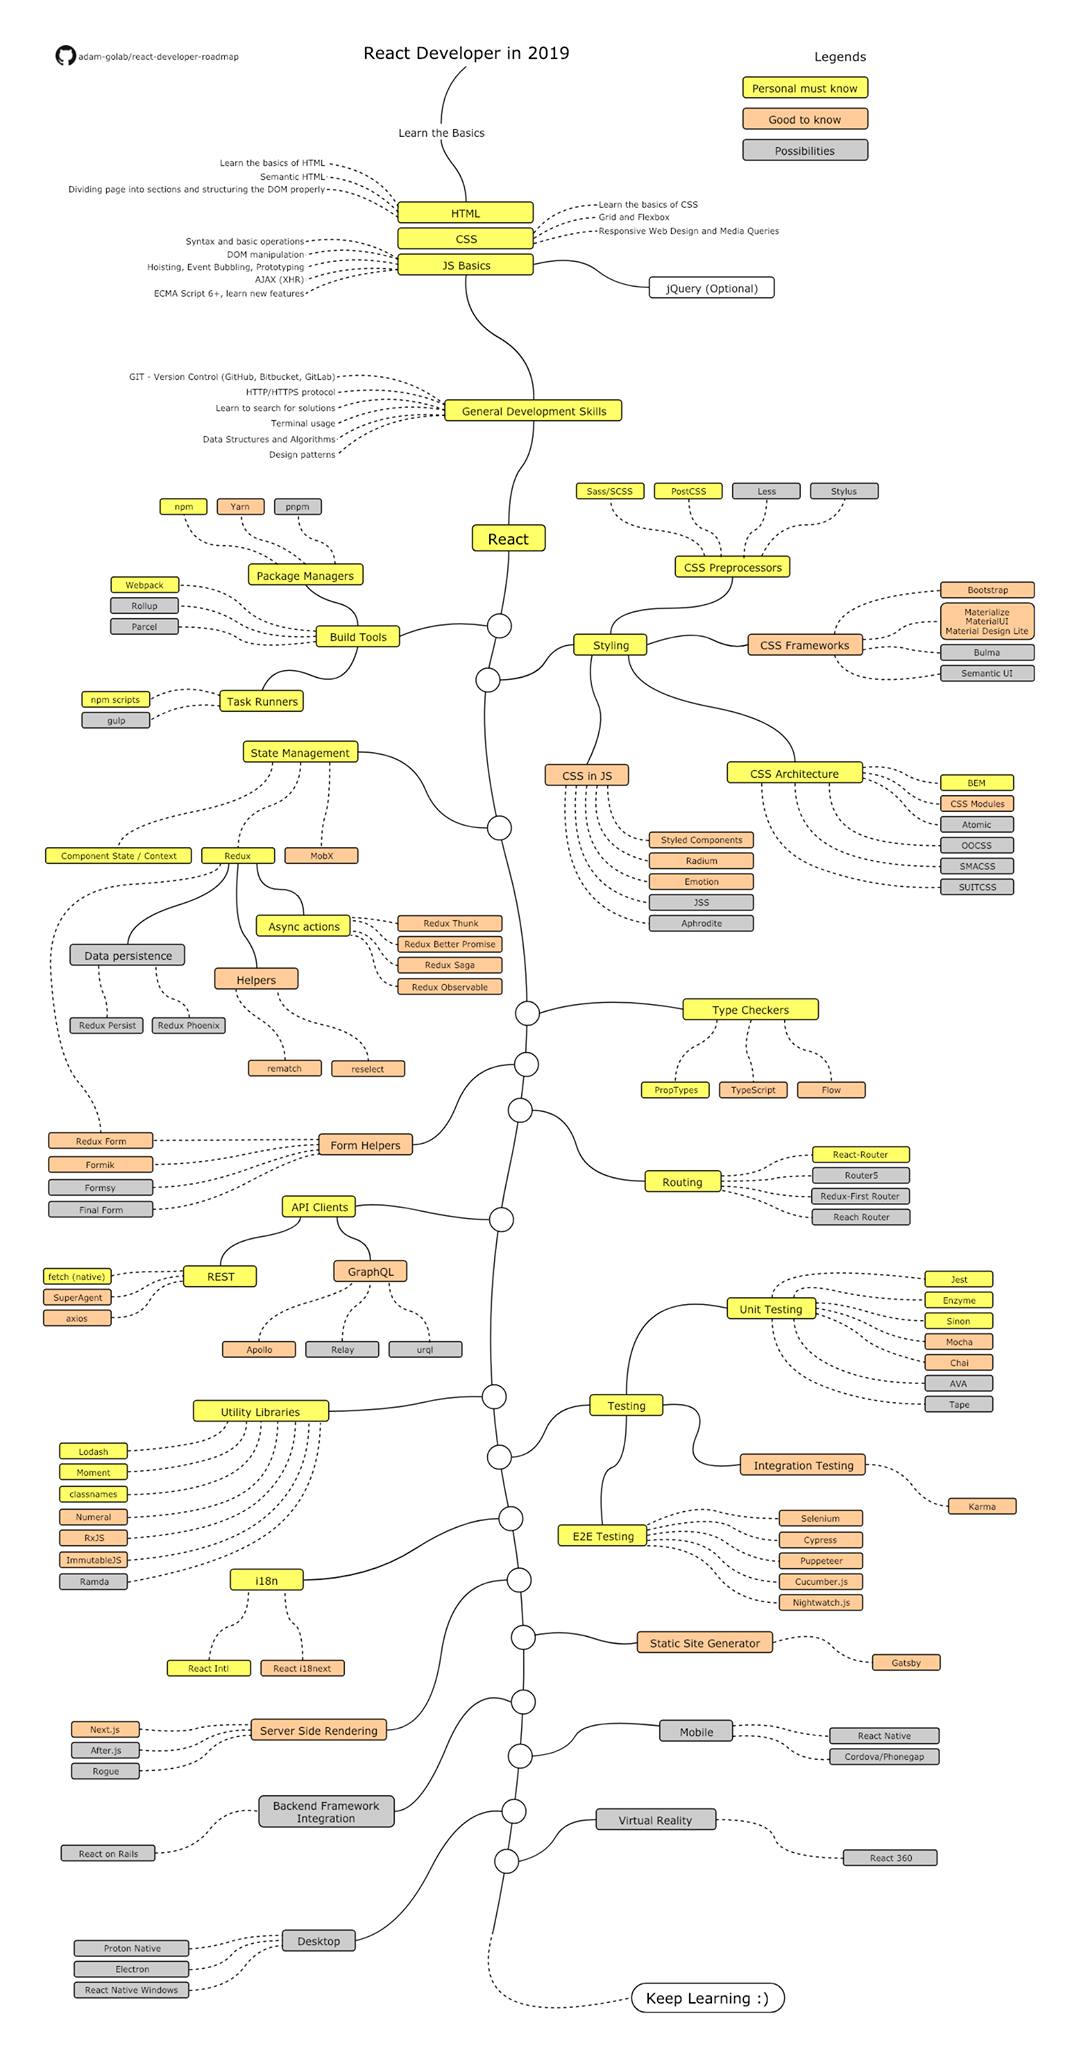 adam-golab/react-developer-roadmap
React Developer in 2019
Legends
Personal must know
Good to know
Possibilities
Learn the Basics
Learn the basics of HTML
Semantic HTML
Dividing page into sections and structuring the DOM properly
HTML
CSS
JS Basics
Learn the basics of CSS
Grid and Flexbox
Responsive Web Design and Media Queries
Syntax and basic operations
DOM manipulation
Hoisting, Event Bubbling, Prototyping
AJAX (XHR)
ECMA Script 6+, learn new features
jQuery (Optional)
GIT - Version Control (GitHub, Bitbucket, GitLab)
HTTP/HTTPS protocol
Learn to search for solutions
Terminal usage
Data Structures and Algorithms
Design patterns
General Development Skills
React
npm
Yarn
pnpm
Package Managers
Webpack
Rollup
Parcel
Build Tools
npm scripts
gulp
Task Runners
Sass/SCSS
PostCSS
Less
Stylus
CSS Preprocessors
Styling
CSS Frameworks
Bootstrap
Materialize
MaterialUI
Material Design Lite
Bulma
Semantic UI
CSS in JS
Styled Components
Radium
Emotion
JSS
Aphrodite
CSS Architecture
BEM
CSS Modules
Atomic
OOCSS
SMACSS
SUITCSS
State Management
Component State / Context
Redux
MobX
Async actions
Redux Thunk
Redux Better Promise
Redux Saga
Redux Observable
Data persistence
Redux Persist
Redux Phoenix
Helpers
rematch
reselect
Type Checkers
PropTypes
TypeScript
Flow
Form Helpers
Redux Form
Formik
Formsy
Final Form
Routing
React-Router
Router5
Redux-First Router
Reach Router
API Clients
REST
fetch (native)
SuperAgent
axios
GraphQL
Apollo
Relay
urql
Utility Libraries
Lodash
Moment
classnames
Numeral
RxJS
ImmutableJS
Ramda
Testing
Unit Testing
Jest
Enzyme
Sinon
Mocha
Chai
AVA
Tape
Integration Testing
Karma
E2E Testing
Selenium
Cypress
Puppeteer
Cucumber.js
Nightwatch.js
i18n
React Intl
React i18next
Static Site Generator
Gatsby
Server Side Rendering
Next.js
After.js
Rogue
Mobile
React Native
Cordova/Phonegap
Backend Framework
Integration
React on Rails
Virtual Reality
React 360
Desktop
Proton Native
Electron
React Native Windows
Keep Learning :)